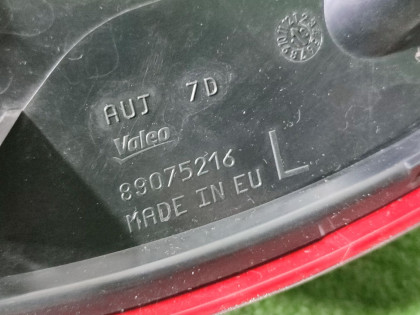 AUJ 7D
Valeo
89075216 L
MADE IN EU